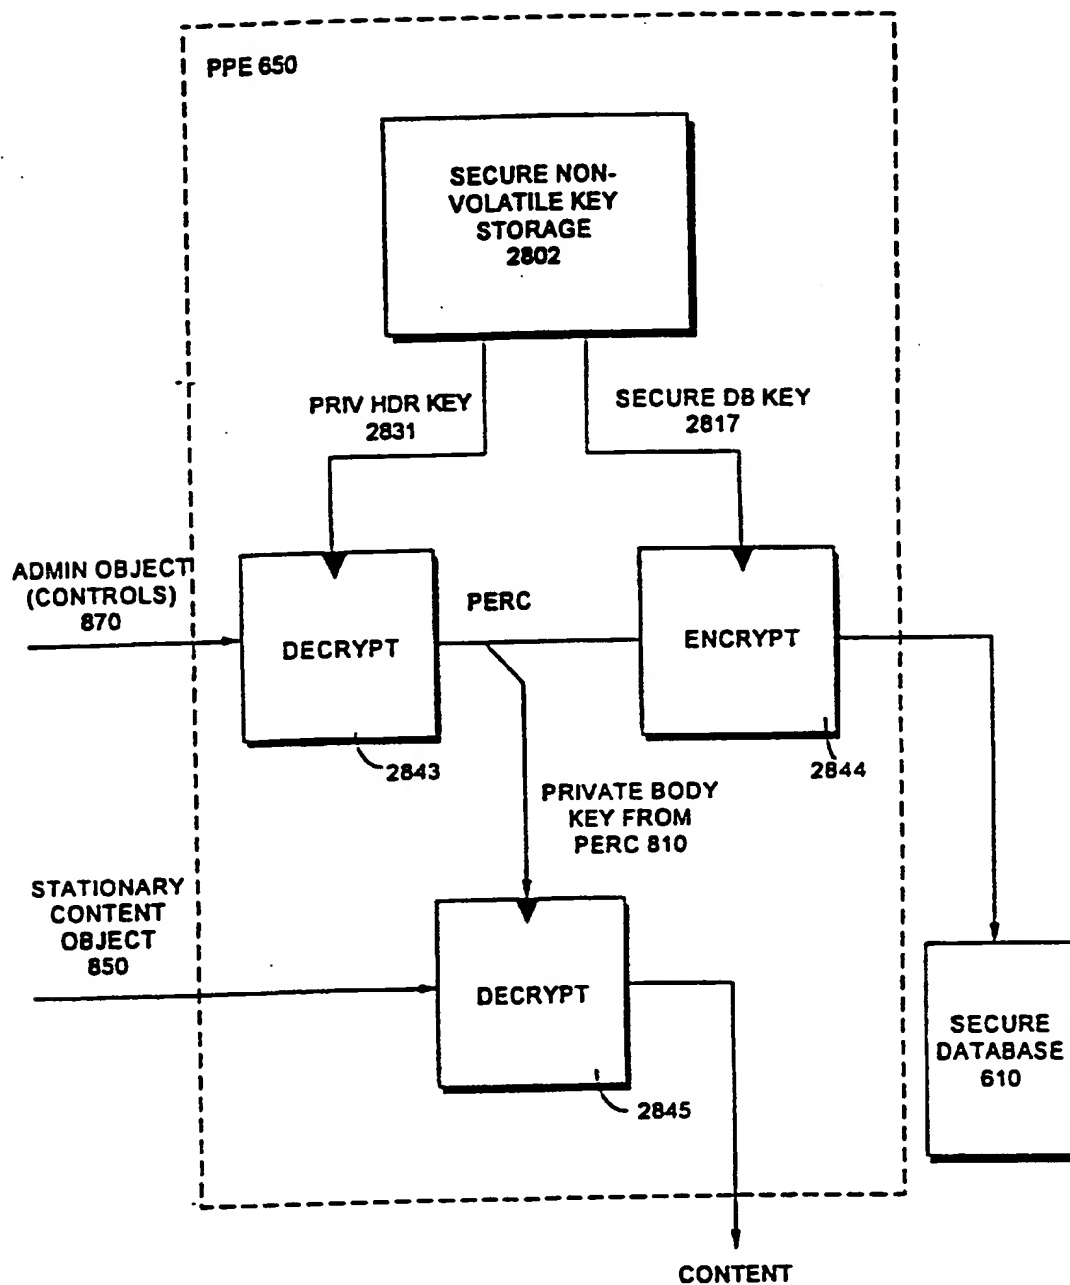 PPE 650
SECURE NON-
VOLATILE KEY
STORAGE
2802
PRIV HDR KEY
2831
SECURE DB KEY
2817
ADMIN OBJECT
(CONTROLS)
870
DECRYPT
PERC
ENCRYPT
2843
2844
PRIVATE BODY
KEY FROM
PERC 810
STATIONARY
CONTENT
OBJECT
850
DECRYPT
2845
SECURE
DATABASE
610
CONTENT